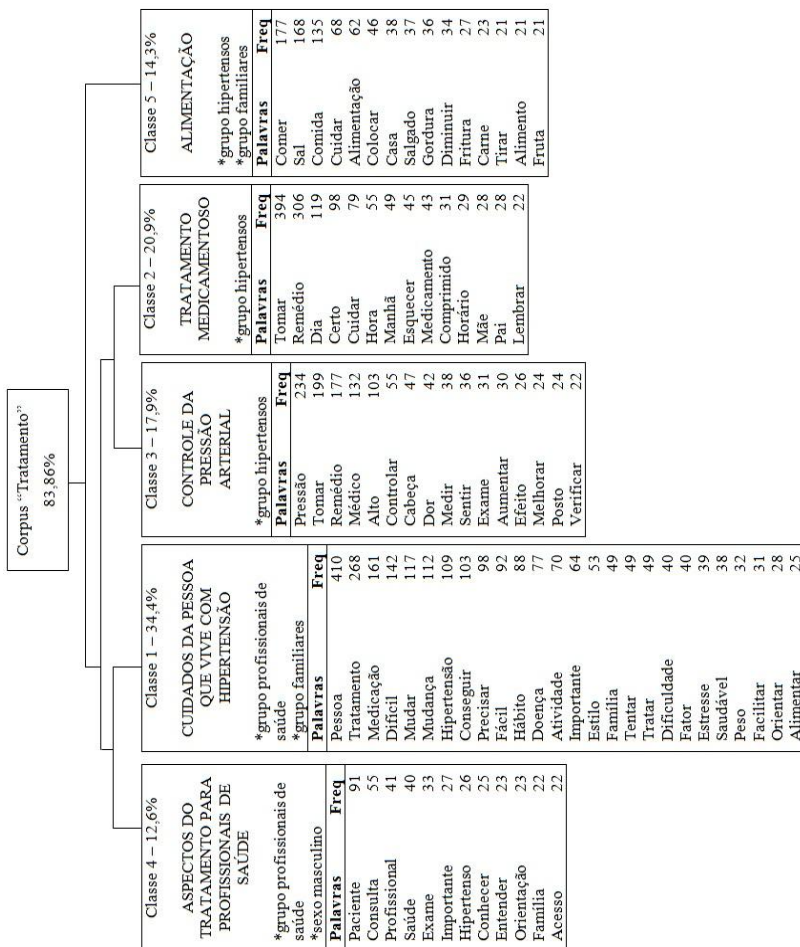 Corpus “Tratamento”
83,86%
Classe 4 – 12,6%
ASPECTOS DO
TRATAMENTO PARA
PROFISSIONAIS DE
SAÚDE
*grupo profissionais de
saúde
*sexo masculino
Palavras Freq
Paciente 91
Consulta 55
Profissional 41
Saúde 40
Exame 33
Importante 27
Hipertenso 26
Conhecer 25
Entender 23
Orientação 23
Família 22
Acesso 22
Classe 1 – 34,4%
CUIDADOS DA PESSOA
QUE VIVE COM
HIPERTENSÃO
*grupo profissionais de
saúde
*grupo familiares
Palavras Freq
Pessoa 410
Tratamento 268
Medicação 161
Difícil 142
Mudar 117
Mudança 112
Hipertensão 109
Conseguir 103
Precisar 98
Fácil 92
Hábito 88
Doença 77
Atividade 70
Importante 64
Estilo 53
Família 49
Tentar 49
Tratar 49
Dificuldade 40
Fator 40
Estresse 39
Saudável 38
Peso 32
Facilitar 31
Orientar 28
Alimentar 25
Classe 3 – 17,9%
CONTROLE DA
PRESSÃO
ARTERIAL
*grupo hipertensos
Palavras Freq
Pressão 234
Tomar 199
Remédio 177
Médico 132
Alto 103
Controlar 55
Cabeça 47
Dor 42
Medir 38
Sentir 36
Exame 31
Aumentar 30
Efeito 26
Melhorar 24
Posto 24
Verificar 22
Classe 2 – 20,9%
TRATAMENTO
MEDICAMENTOSO
*grupo hipertensos
Palavras Freq
Tomar 394
Remédio 306
Dia 119
Certo 98
Cuidar 79
Hora 55
Manhã 49
Esquecer 45
Medicamento 43
Comprimido 31
Horário 29
Mãe 28
Pai 28
Lembrar 22
Classe 5 – 14,3%
ALIMENTAÇÃO
*grupo hipertensos
*grupo familiares
Palavras Freq
Comer 177
Sal 168
Comida 135
Cuidar 68
Alimentação 62
Colocar 46
Casa 38
Salgado 37
Gordura 36
Diminuir 34
Fritura 27
Carne 23
Tirar 21
Alimento 21
Fruta 21